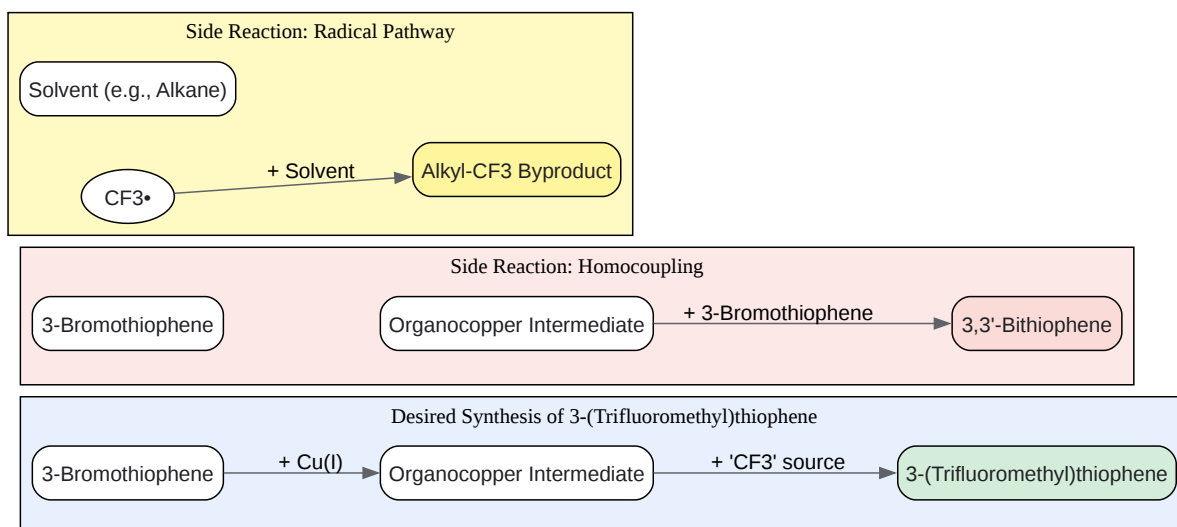 Side Reaction: Radical Pathway
Solvent (e.g., Alkane)
CF3•
+ Solvent
Alkyl-CF3 Byproduct
Side Reaction: Homocoupling
3-Bromothiophene
Organocopper Intermediate
+ 3-Bromothiophene
3,3'-Bithiophene
Desired Synthesis of 3-(Trifluoromethyl)thiophene
3-Bromothiophene
+ Cu(I)
Organocopper Intermediate
+ 'CF3' source
3-(Trifluoromethyl)thiophene